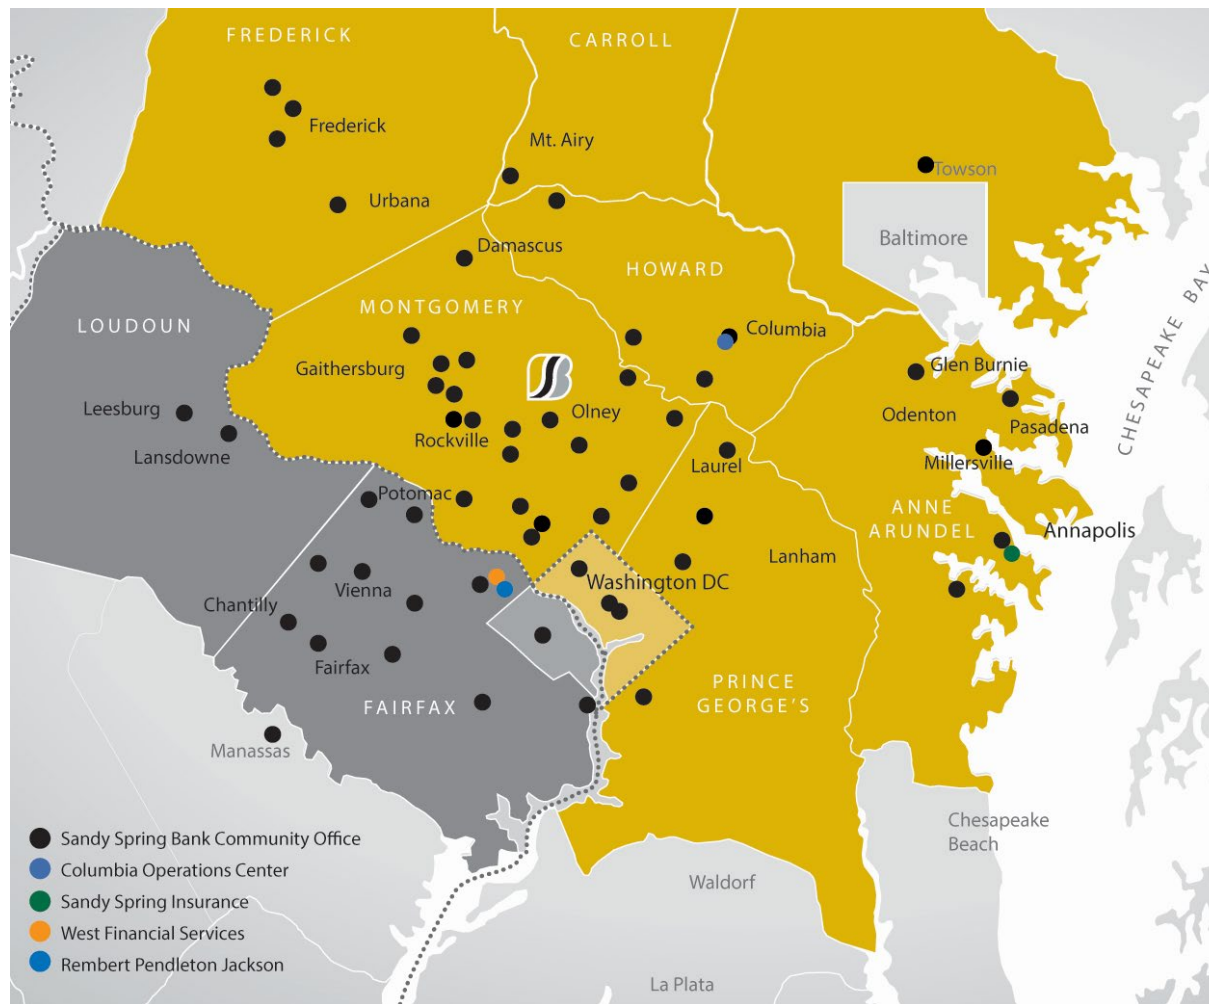 FREDERICK
CARROLL
Frederick
Mt. Airy
Towson
Urbana
Baltimore
Damascus
HOWARD
CHESAPEAKE BAY
MONTGOMERY
LOUDOUN
Columbia
Gaithersburg
Glen Burnie
Leesburg
Olney
Odenton
Pasadena
Rockville
Lansdowne
Laurel
Millersville
Potomac
ANNE
ARUNDEL
Annapolis
Lanham
Washington DC
Vienna
Chantilly
Fairfax
PRINCE
GEORGE'S
FAIRFAX
Manassas
Chesapeake
Beach
Sandy Spring Bank Community Office
Columbia Operations Center
Sandy Spring Insurance
West Financial Services
Rembert Pendleton Jackson
Waldorf
La Plata